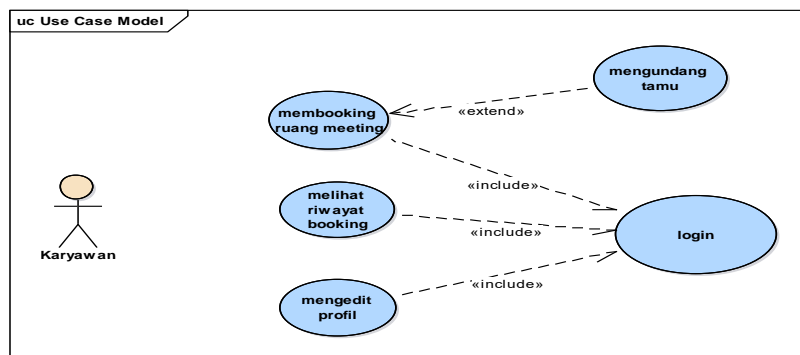 uc Use Case Model
mengundang
tamu
membooking
ruang meeting
«extend»
«include»
melihat
riwayat
booking
«include»
login
Karyawan
«include»
mengedit
profil